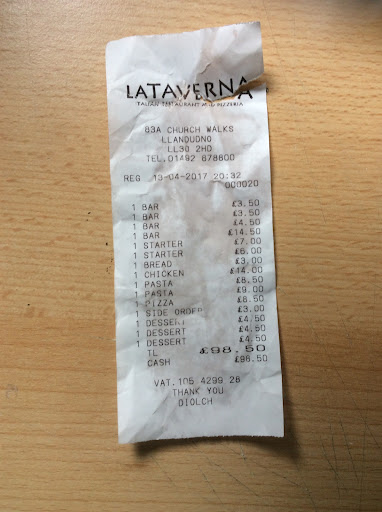 LATAVERNA
ITALIAN RESTAURANT AND PIZZERIA
83A CHURCH WALKS
LLANDUDNO
LL30 2HD
TEL.01492 878800
REG 13-04-2017 20:32
000020
1 BAR £3.50
1 BAR £3.50
1 BAR £4.50
1 BAR £14.50
1 STARTER £7.00
1 STARTER £6.00
1 BREAD £3.00
1 CHICKEN £14.00
1 PASTA £8.50
1 PASTA £9.00
1 PIZZA £8.50
1 SIDE ORDER £3.00
1 DESSERT £4.50
1 DESSERT £4.50
1 DESSERT £4.50
TL £98.50
CASH £98.50
VAT.105 4299 28
THANK YOU
DIOLCH